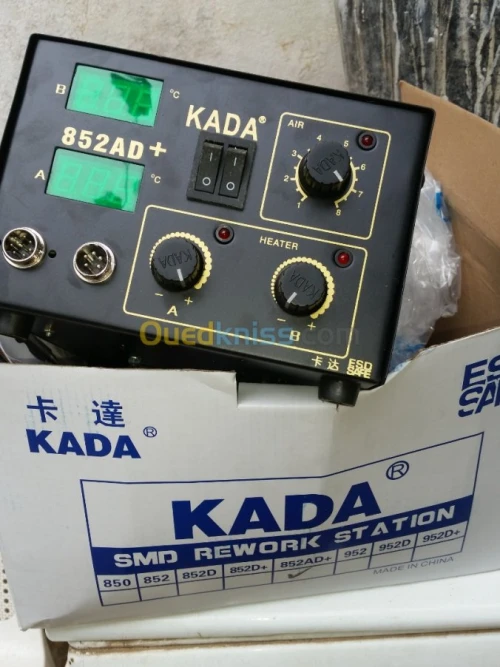 B °C
KADA®
852AD+
A °C
AIR
1 2 3 4 5 6 7 8
KADA
HEATER
KADA
- +
A
KADA
- +
B
卡 达 ESD SAFE
Ouedkniss.com
卡 達
KADA®
ESD
SAFE
KADA®
SMD REWORK STATION
850 852 852D 852D+ 852AD+ 952 952D 952D+
MADE IN CHINA